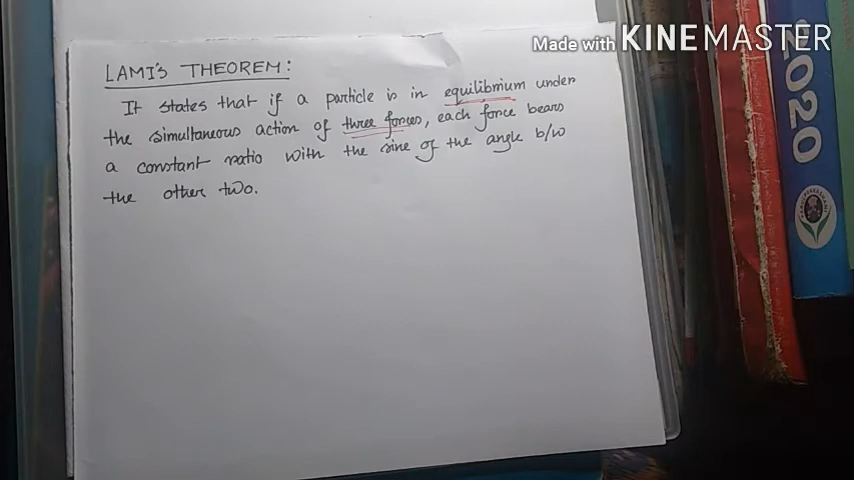 Made with KINEMASTER
LAMI'S THEOREM:
It states that if a particle is in equilibrium under
the simultaneous action of three forces, each force bears
a constant ratio with the sine of the angle b/w
the other two.
2020